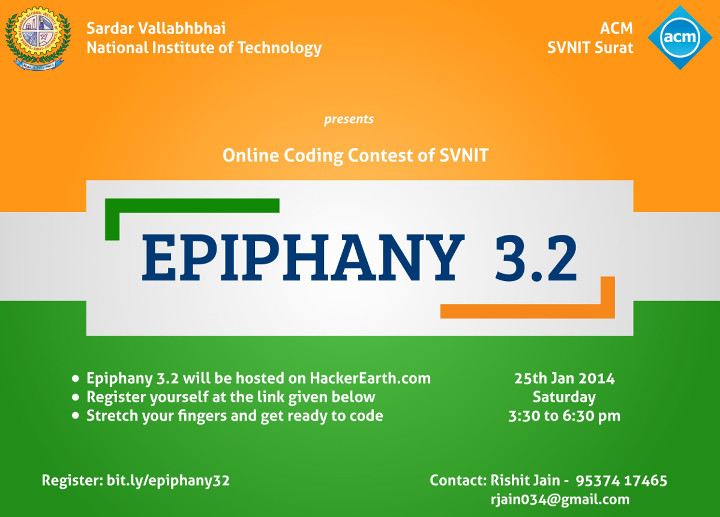 Sardar Vallabhbhai
National Institute of Technology
ACM
SVNIT Surat
acm
presents
Online Coding Contest of SVNIT
EPIPHANY 3.2
• Epiphany 3.2 will be hosted on HackerEarth.com
• Register yourself at the link given below
• Stretch your fingers and get ready to code
25th Jan 2014
Saturday
3:30 to 6:30 pm
Register: bit.ly/epiphany32
Contact: Rishit Jain - 95374 17465
rjain034@gmail.com